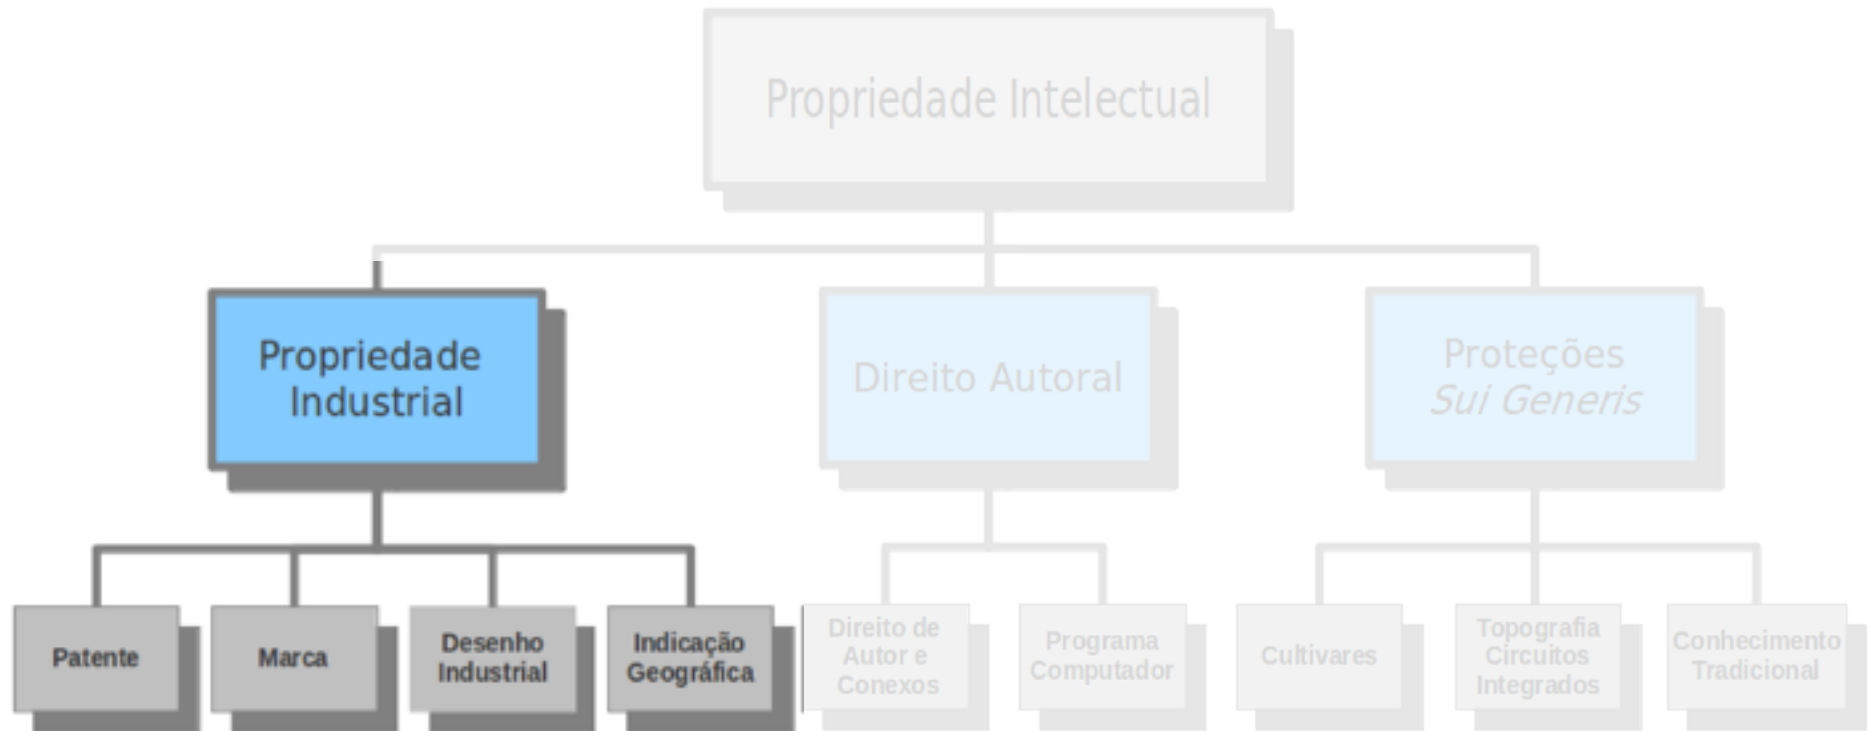 Propriedade Intelectual
Propriedade
Industrial
Direito Autoral
Proteções
Sui Generis
Patente
Marca
Desenho
Industrial
Indicação
Geográfica
Direito de
Autor e
Conexos
Programa
Computador
Cultivares
Topografia
Circuitos
Integrados
Conhecimento
Tradicional